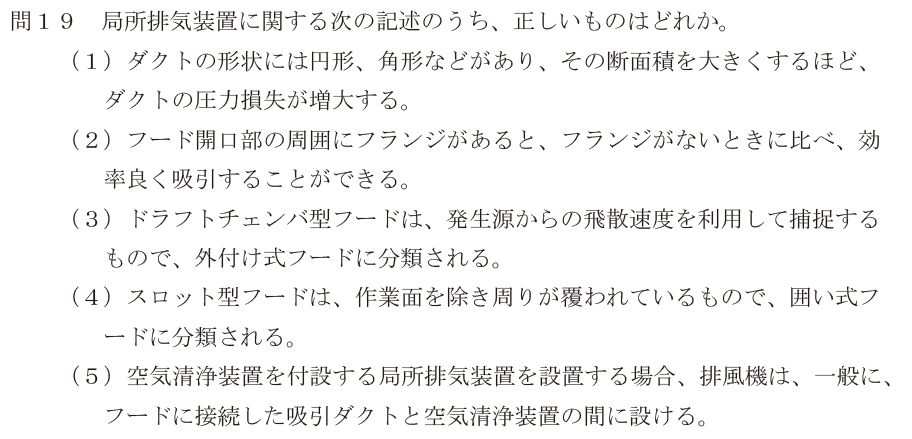 問１９　局所排気装置に関する次の記述のうち、正しいものはどれか。
（１）ダクトの形状には円形、角形などがあり、その断面積を大きくするほど、
ダクトの圧力損失が増大する。
（２）フード開口部の周囲にフランジがあると、フランジがないときに比べ、効
率良く吸引することができる。
（３）ドラフトチェンバ型フードは、発生源からの飛散速度を利用して捕捉する
もので、外付け式フードに分類される。
（４）スロット型フードは、作業面を除き周りが覆われているもので、囲い式フ
ードに分類される。
（５）空気清浄装置を付設する局所排気装置を設置する場合、排風機は、一般に、
フードに接続した吸引ダクトと空気清浄装置の間に設ける。